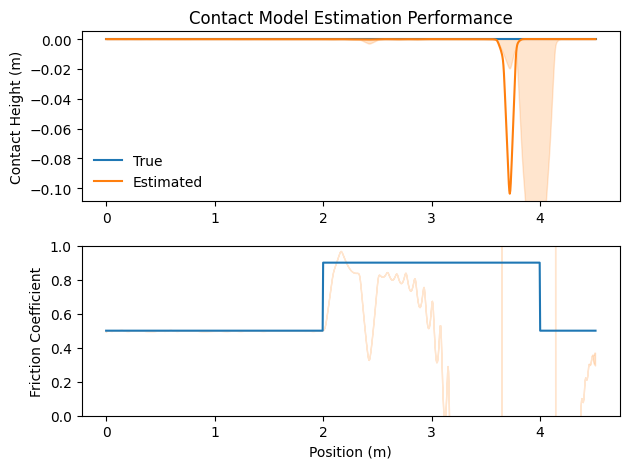 Contact Model Estimation Performance
Contact Height (m)
0.00
−0.02
−0.04
−0.06
−0.08
−0.10
True
Estimated
0 1 2 3 4
Friction Coefficient
1.0
0.8
0.6
0.4
0.2
0.0
0 1 2 3 4
Position (m)